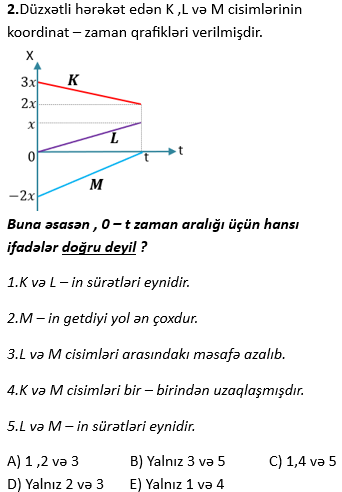 2.Düzxətli hərəkət edən K ,L və M cisimlərinin
koordinat – zaman qrafikləri verilmişdir.
X
3x
K
2x
x
L
0
t
t
M
–2x
Buna əsasən , 0 – t zaman aralığı üçün hansı
ifadələr doğru deyil ?
1.K və L – in sürətləri eynidir.
2.M – in getdiyi yol ən çoxdur.
3.L və M cisimləri arasındakı məsafə azalıb.
4.K və M cisimləri bir – birindən uzaqlaşmışdır.
5.L və M – in sürətləri eynidir.
A) 1 ,2 və 3 B) Yalnız 3 və 5 C) 1,4 və 5
D) Yalnız 2 və 3 E) Yalnız 1 və 4